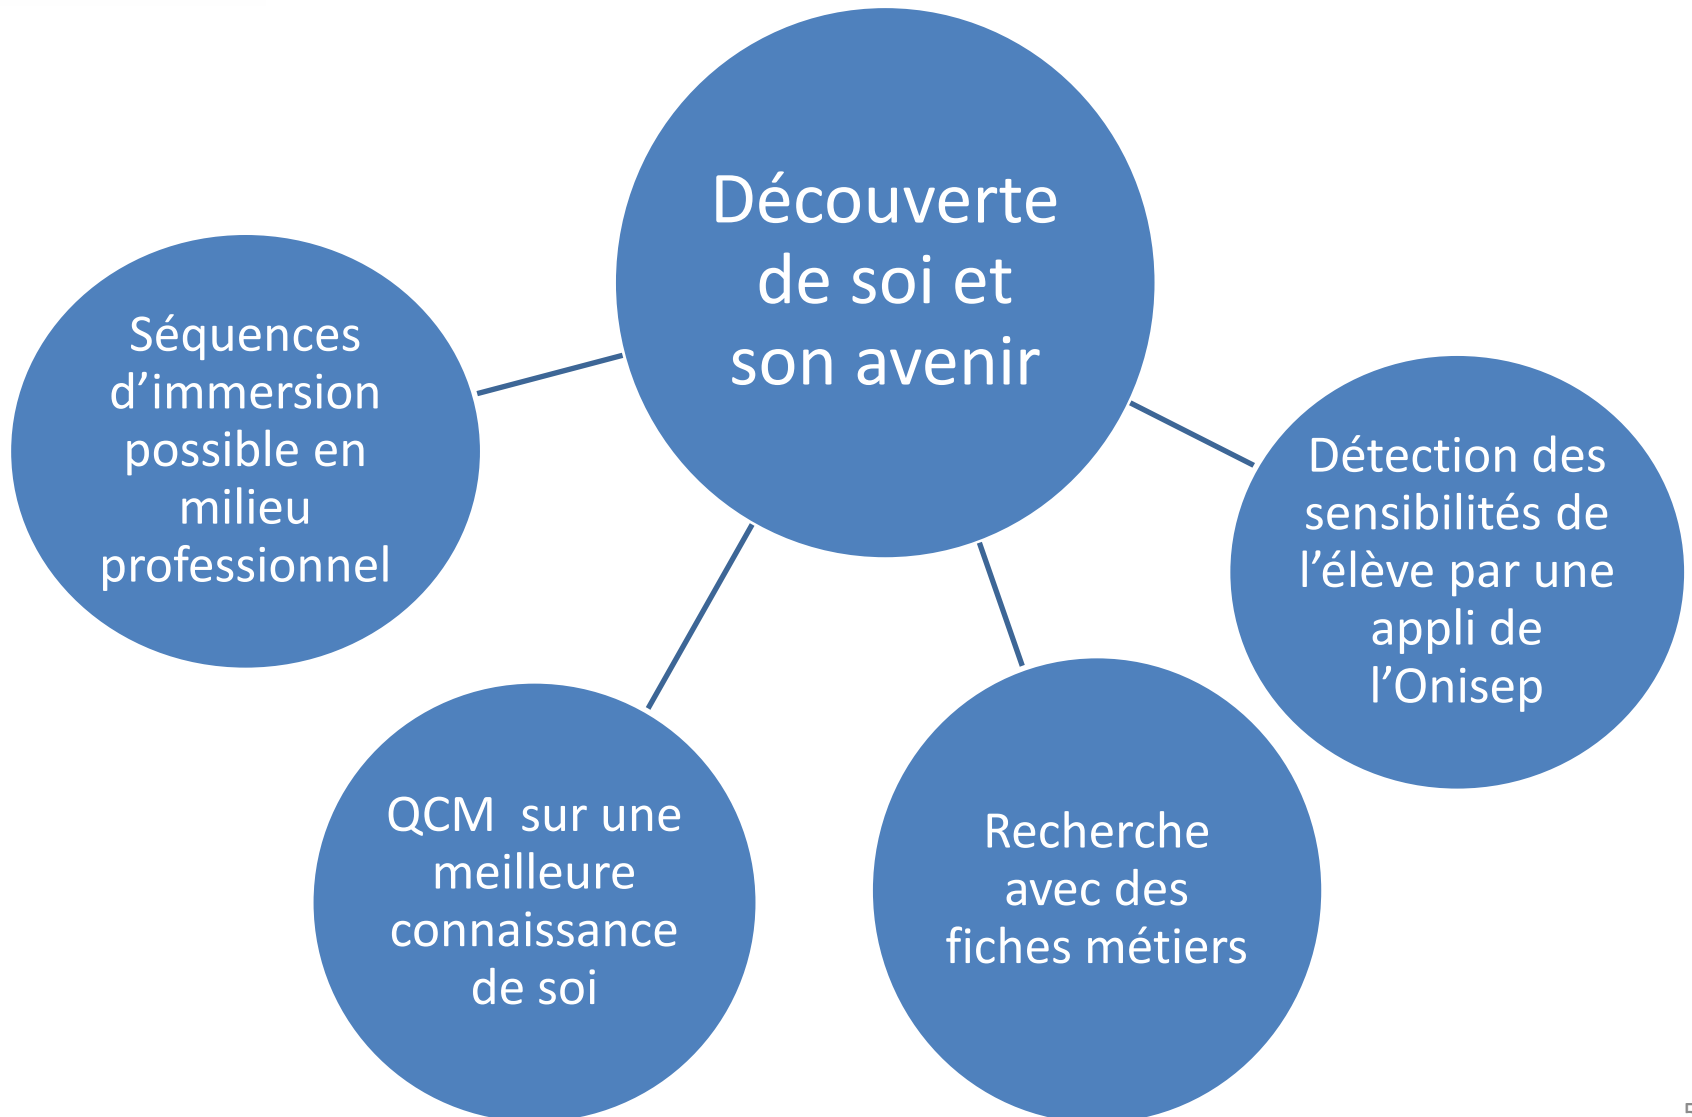 Découverte
de soi et
son avenir
Séquences
d’immersion
possible en
milieu
professionnel
QCM  sur une
meilleure
connaissance
de soi
Recherche
avec des
fiches métiers
Détection des
sensibilités de
l’élève par une
appli de
l’Onisep